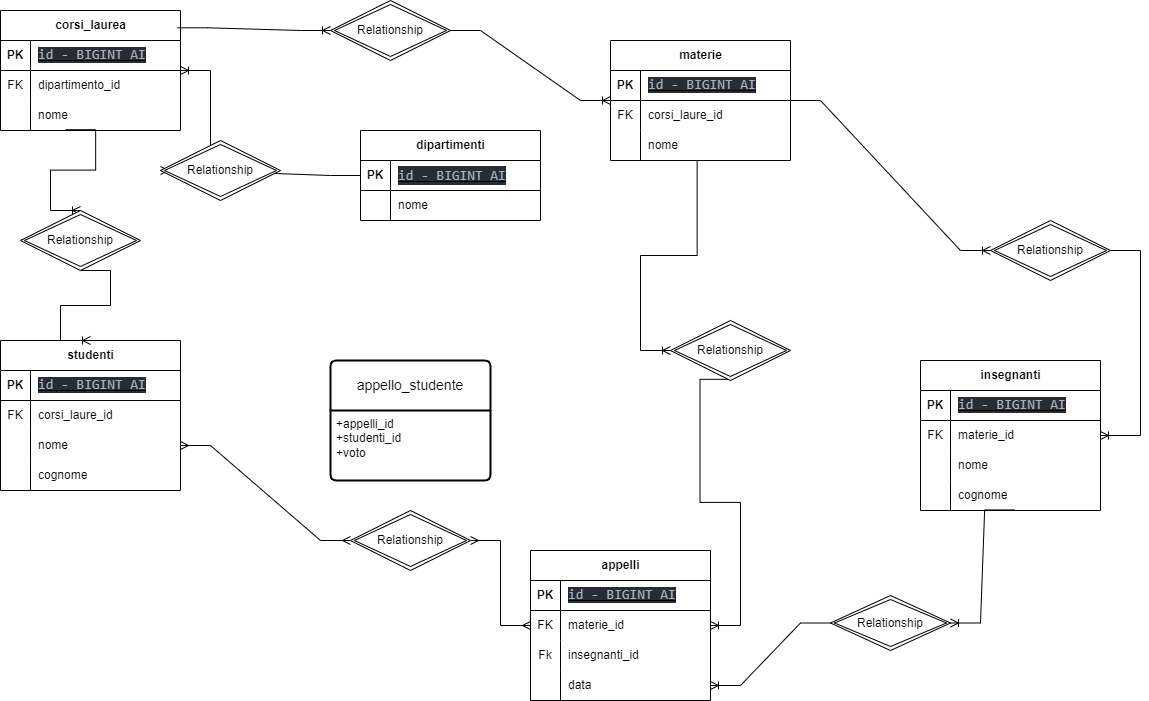 corsi_laurea
PK id - BIGINT AI
FK dipartimento_id
nome
Relationship
materie
PK id - BIGINT AI
FK corsi_laure_id
nome
Relationship
dipartimenti
PK id - BIGINT AI
nome
Relationship
Relationship
studenti
PK id - BIGINT AI
FK corsi_laure_id
nome
cognome
appello_studente
+appelli_id
+studenti_id
+voto
Relationship
insegnanti
PK id - BIGINT AI
FK materie_id
nome
cognome
Relationship
appelli
PK id - BIGINT AI
FK materie_id
Fk insegnanti_id
data
Relationship